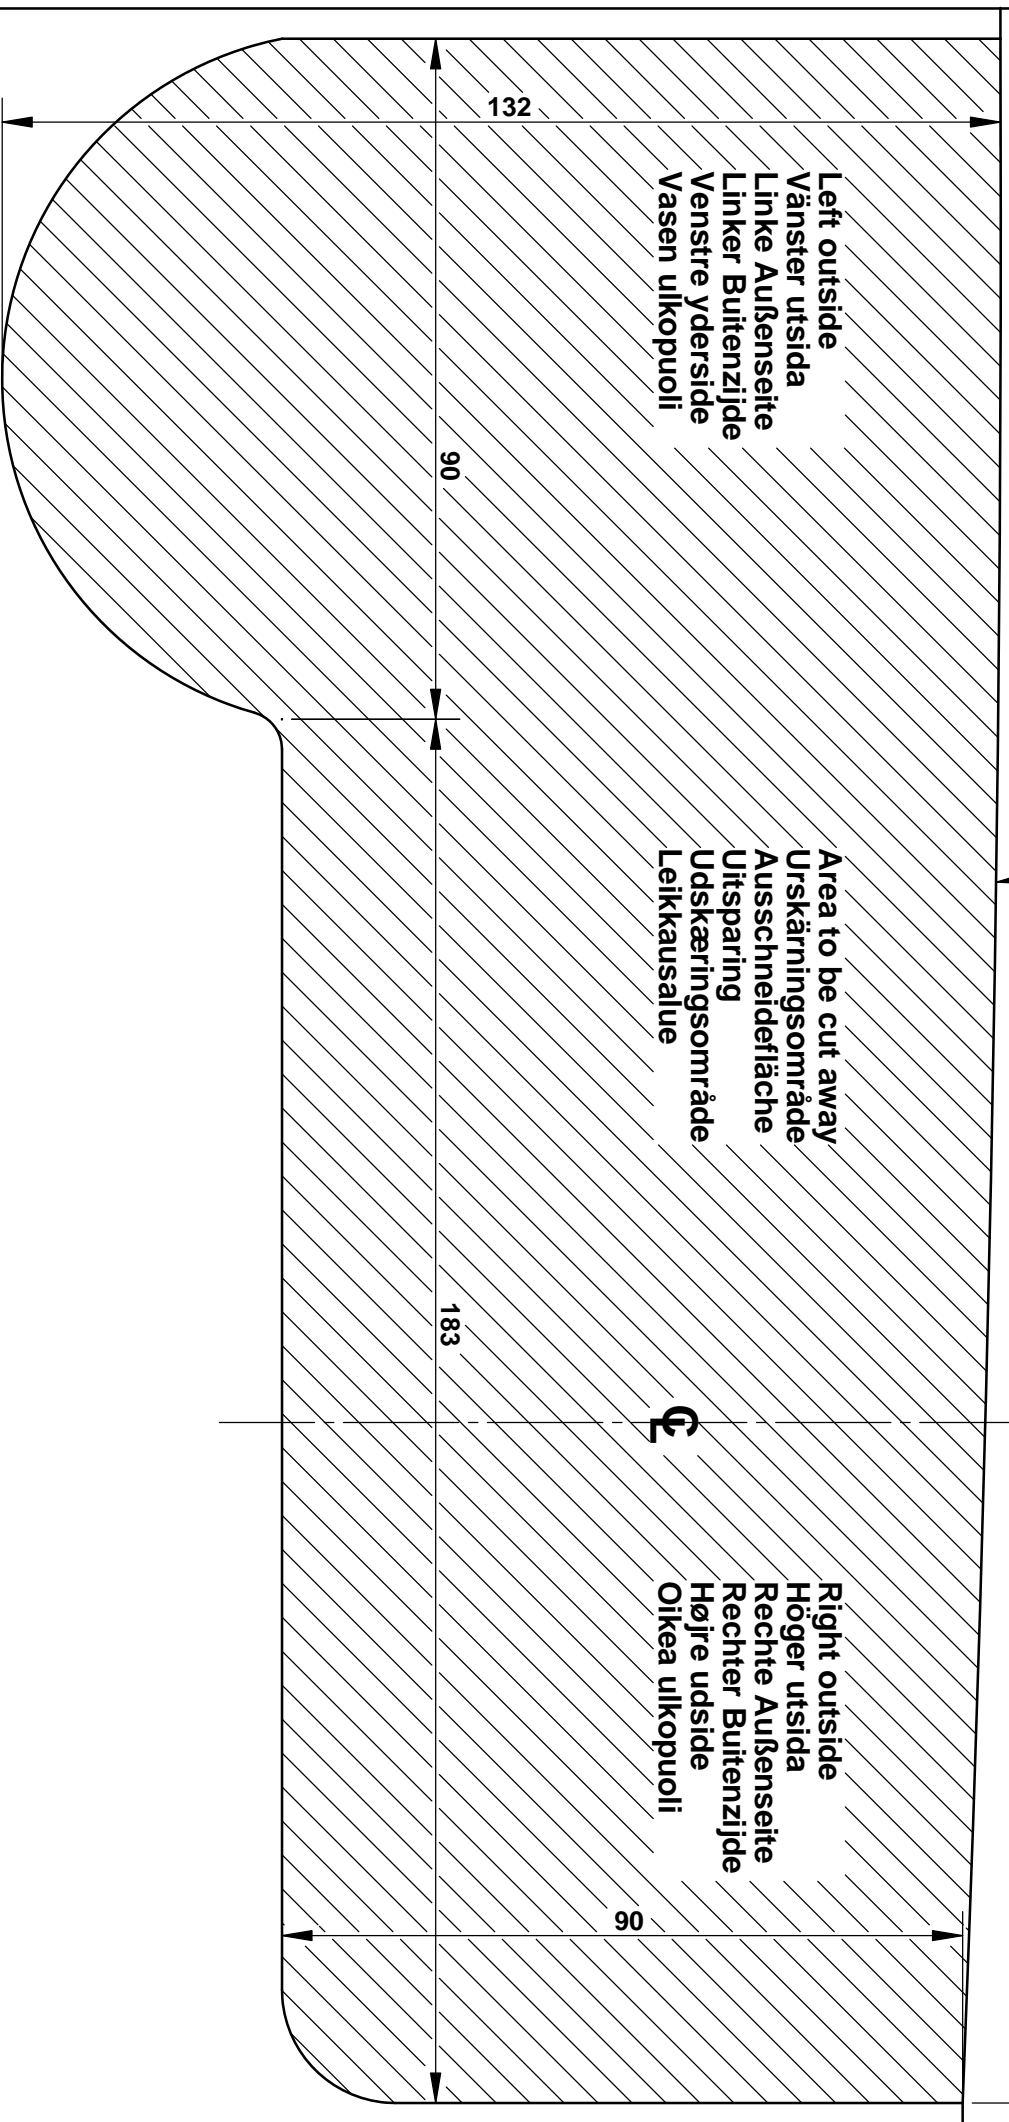 132
Left outside
Vänster utsida
Linke Außenseite
Linker Buitenzijde
Venstre yderside
Vasen ulkopuoli
90
Area to be cut away
Urskärningsområde
Ausschneidefläche
Uitsparing
Udskæringsområde
Leikkausalue
183
CL
Right outside
Höger utsida
Rechte Außenseite
Rechter Buitenzijde
Højre udside
Oikea ulkopuoli
90